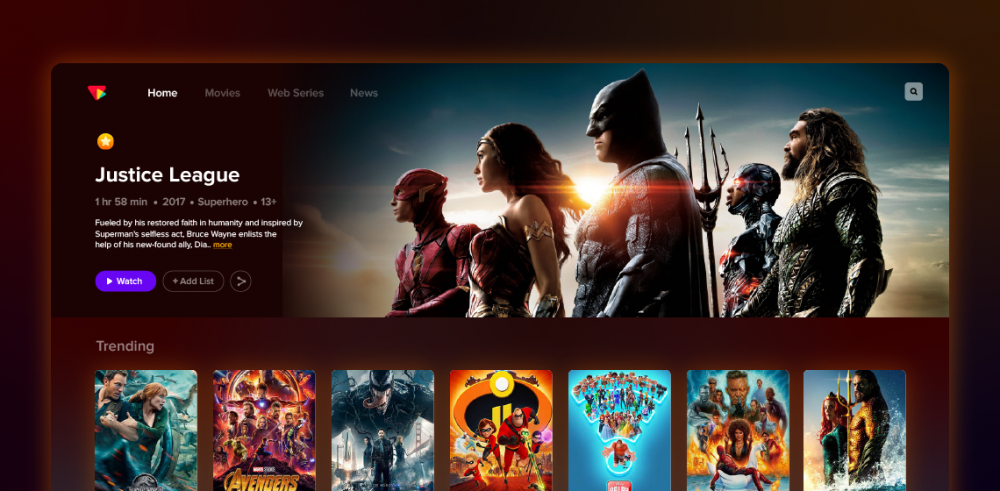 Home
Movies
Web Series
News
Justice League
1 hr 58 min • 2017 • Superhero • 13+
Fueled by his restored faith in humanity and inspired by
Superman's selfless act, Bruce Wayne enlists the
help of his new-found ally, Dia.. more
Watch
+ Add List
Trending
MARVEL STUDIOS
AVENGERS